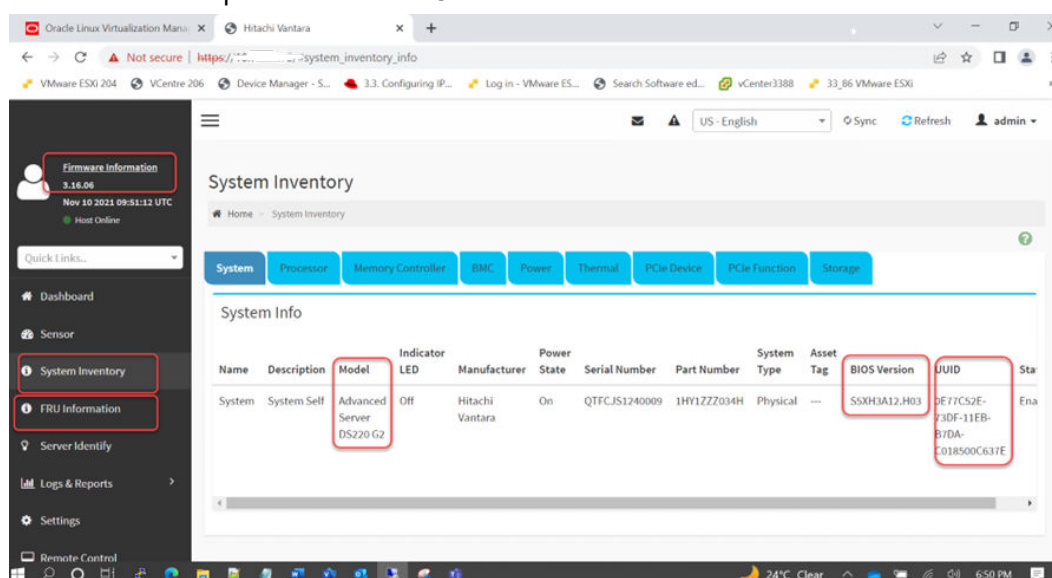 Oracle Linux Virtualization Mana
Hitachi Vantara
Not secure
https://
system_inventory_info
VMware ESXi 204
VCentre 206
Device Manager - S...
3.3. Configuring IP...
Log in - VMware ES...
Search Software ed...
vCenter3388
33_86 VMware ESXi
US - English
Sync
Refresh
admin
Firmware Information
3.16.06
Nov 10 2021 09:51:12 UTC
Host Online
Quick Links..
Dashboard
Sensor
System Inventory
FRU Information
Server Identify
Logs & Reports
Settings
Remote Control
System Inventory
Home - System Inventory
System
Processor
Memory Controller
BMC
Power
Thermal
PCIe Device
PCIe Function
Storage
System Info
Name Description Model Indicator LED Manufacturer Power State Serial Number Part Number System Type Asset Tag BIOS Version UUID Sta
System System Self Advanced Off Hitachi On QTFCJS1240009 1HY1ZZZ034H Physical --- S5XH3A12.H03 0E77C52E- Ena
Server Vantara 73DF-11EB-
DS220 G2 B7DA-
C018500C637E
24°C Clear
6:50 PM